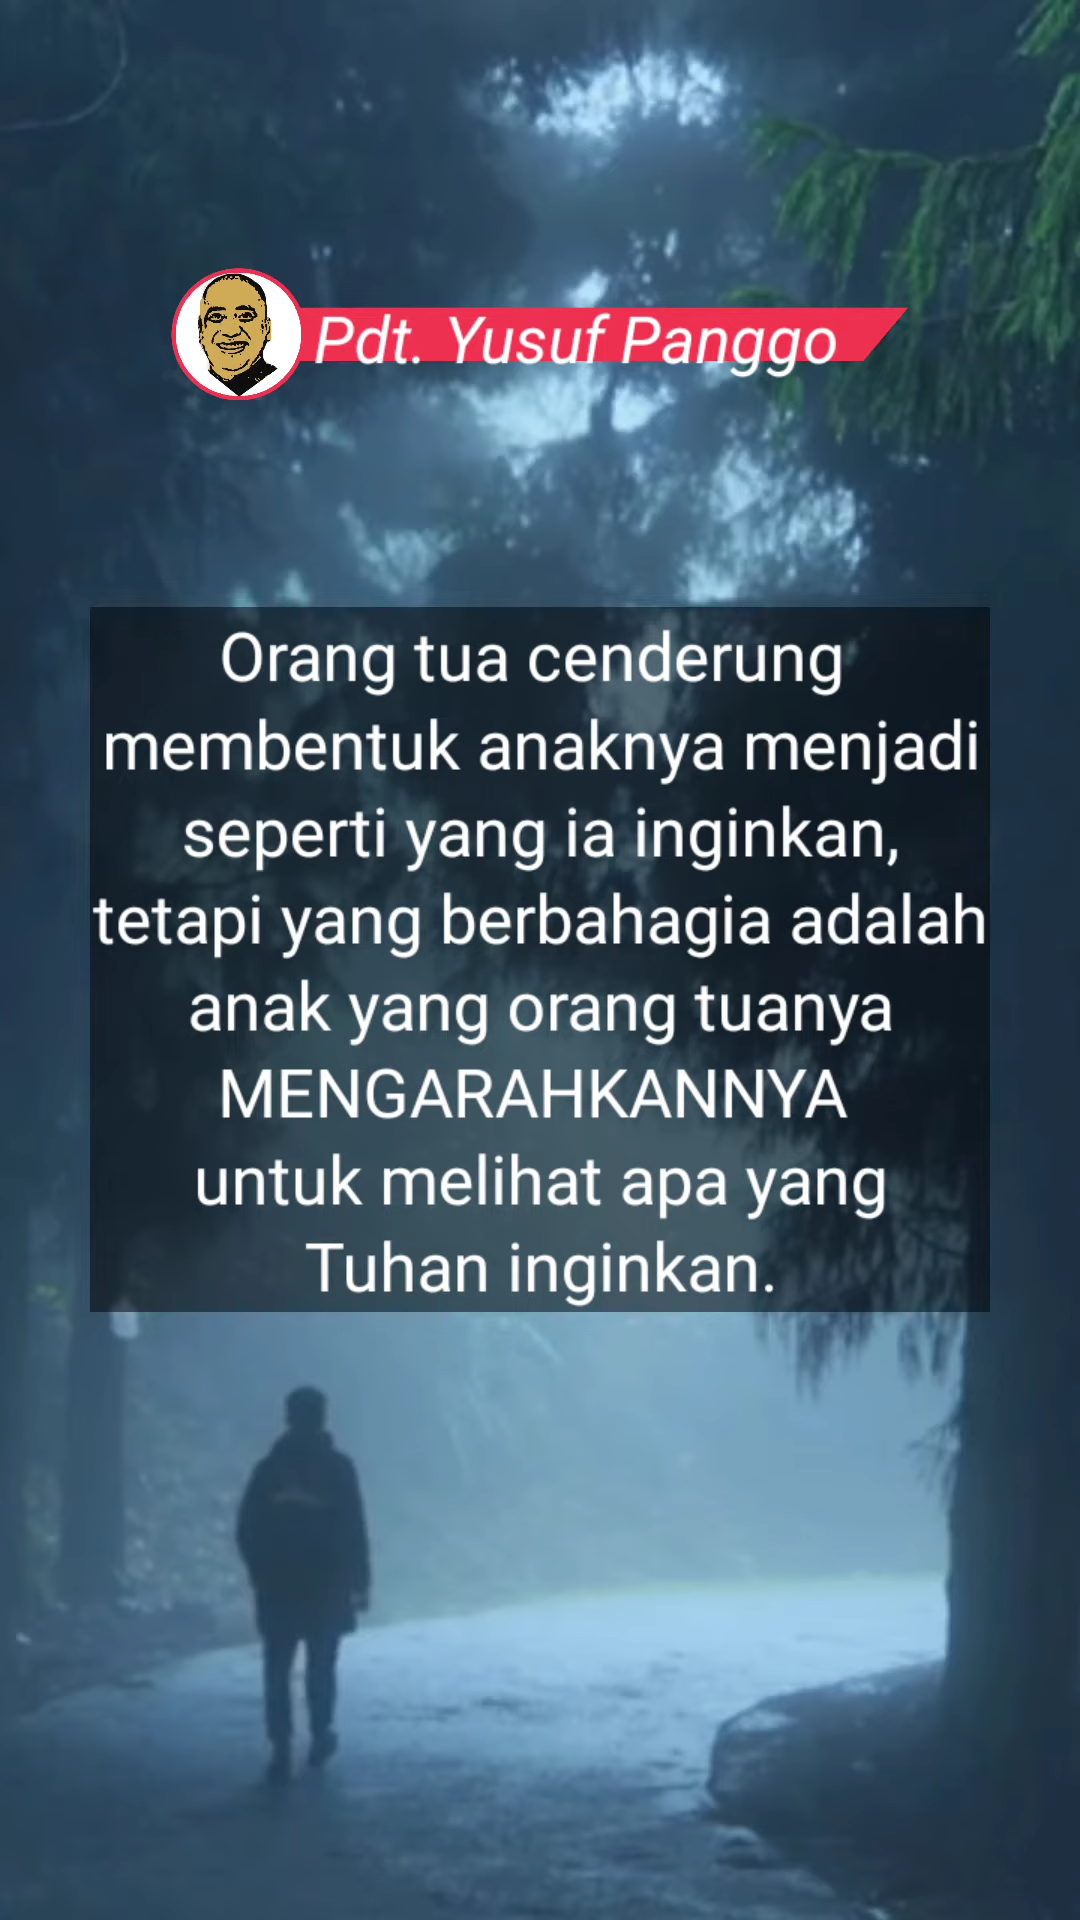 Pdt. Yusuf Panggo
Orang tua cenderung
membentuk anaknya menjadi
seperti yang ia inginkan,
tetapi yang berbahagia adalah
anak yang orang tuanya
MENGARAHKANNYA
untuk melihat apa yang
Tuhan inginkan.